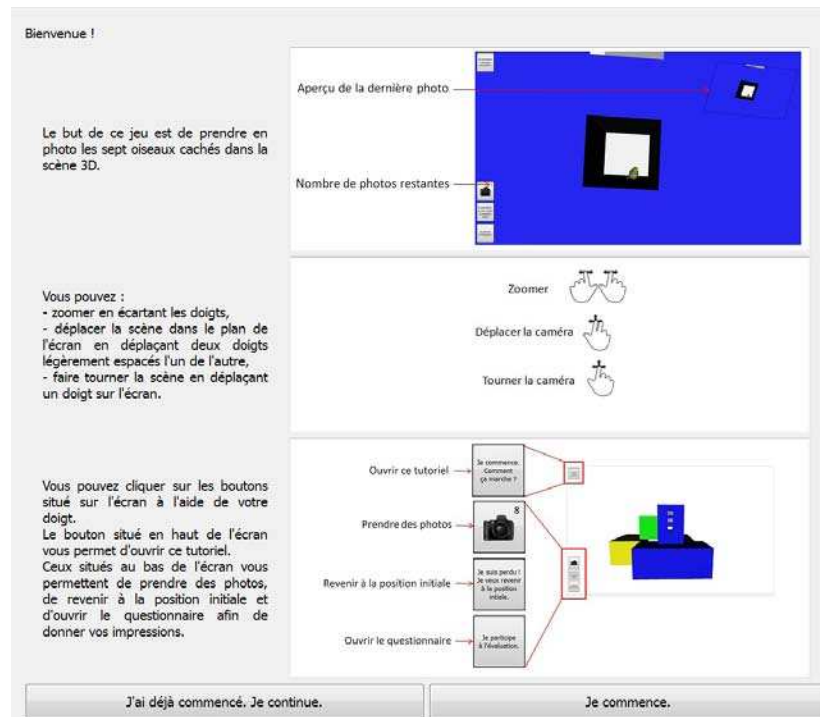 Bienvenue !
Le but de ce jeu est de prendre en
photo les sept oiseaux cachés dans la
scène 3D.
Aperçu de la dernière photo
Nombre de photos restantes
Vous pouvez :
- zoomer en écartant les doigts,
- déplacer la scène dans le plan de
l'écran en déplaçant deux doigts
légèrement espacés l'un de l'autre,
- faire tourner la scène en déplaçant
un doigt sur l'écran.
Zoomer
Déplacer la caméra
Tourner la caméra
Vous pouvez cliquer sur les boutons
situé sur l'écran à l'aide de votre
doigt.
Le bouton situé en haut de l'écran
vous permet d'ouvrir ce tutoriel.
Ceux situés au bas de l'écran vous
permettent de prendre des photos,
de revenir à la position initiale et
d'ouvrir le questionnaire afin de
donner vos impressions.
Ouvrir ce tutoriel
Je commence.
Comment
ça marche ?
Prendre des photos
8
Revenir à la position initiale
Je suis perdu !
Je veux revenir
à la position
intiale.
Ouvrir le questionnaire
Je participe
à l'évaluation.
J'ai déjà commencé. Je continue.
Je commence.